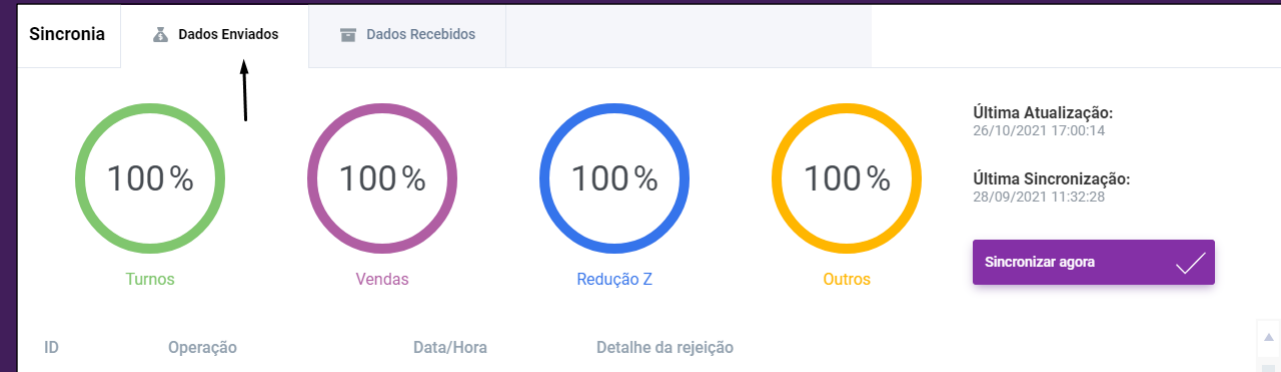 Sincronia
Dados Enviados
Dados Recebidos
100%
100%
100%
100%
Turnos
Vendas
Redução Z
Outros
Última Atualização:
26/10/2021 17:00:14
Última Sincronização:
28/09/2021 11:32:28
Sincronizar agora
ID
Operação
Data/Hora
Detalhe da rejeição